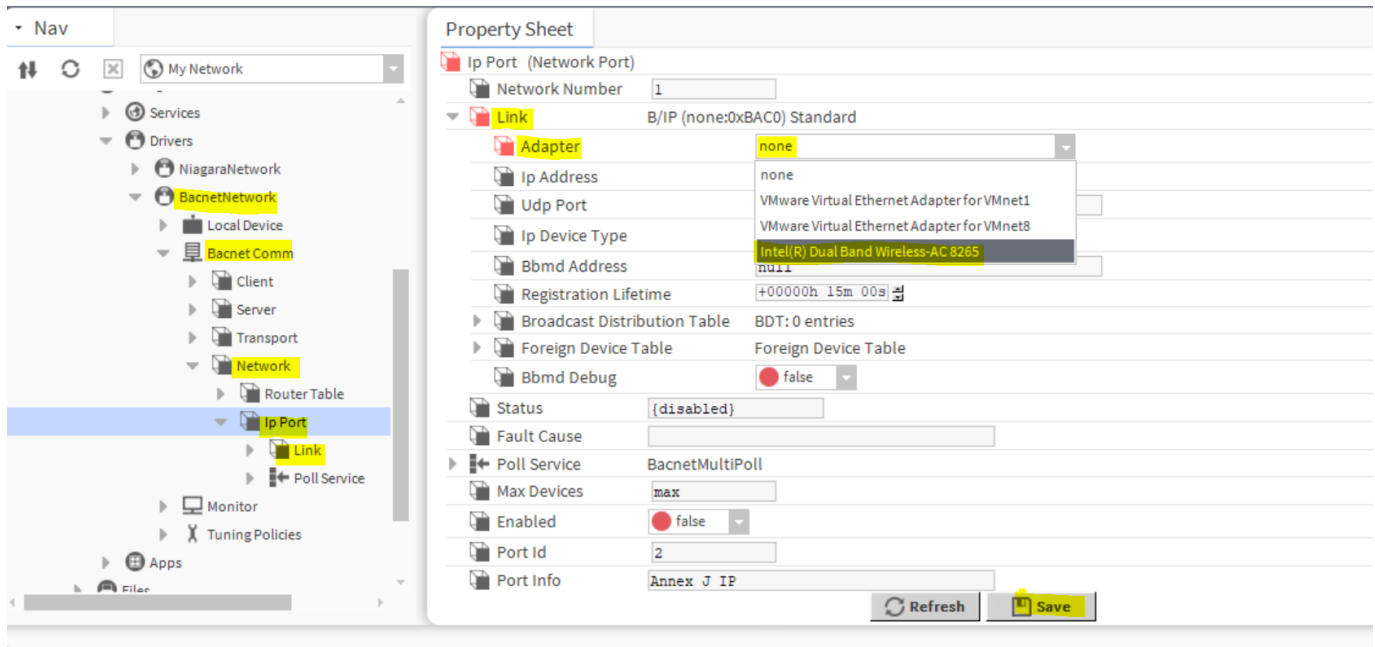 Nav
My Network
Services
Drivers
NiagaraNetwork
BacnetNetwork
Local Device
Bacnet Comm
Client
Server
Transport
Network
Router Table
Ip Port
Link
Poll Service
Monitor
Tuning Policies
Apps
Files
Property Sheet
Ip Port (Network Port)
Network Number 1
Link B/IP (none:0xBAC0) Standard
Adapter none
none
VMware Virtual Ethernet Adapter for VMnet1
VMware Virtual Ethernet Adapter for VMnet8
Intel(R) Dual Band Wireless-AC 8265
Ip Address
Udp Port
Ip Device Type
Bbmd Address null
Registration Lifetime +00000h 15m 00s
Broadcast Distribution Table BDT: 0 entries
Foreign Device Table Foreign Device Table
Bbmd Debug false
Status {disabled}
Fault Cause
Poll Service BacnetMultiPoll
Max Devices max
Enabled false
Port Id 2
Port Info Annex J IP
Refresh Save